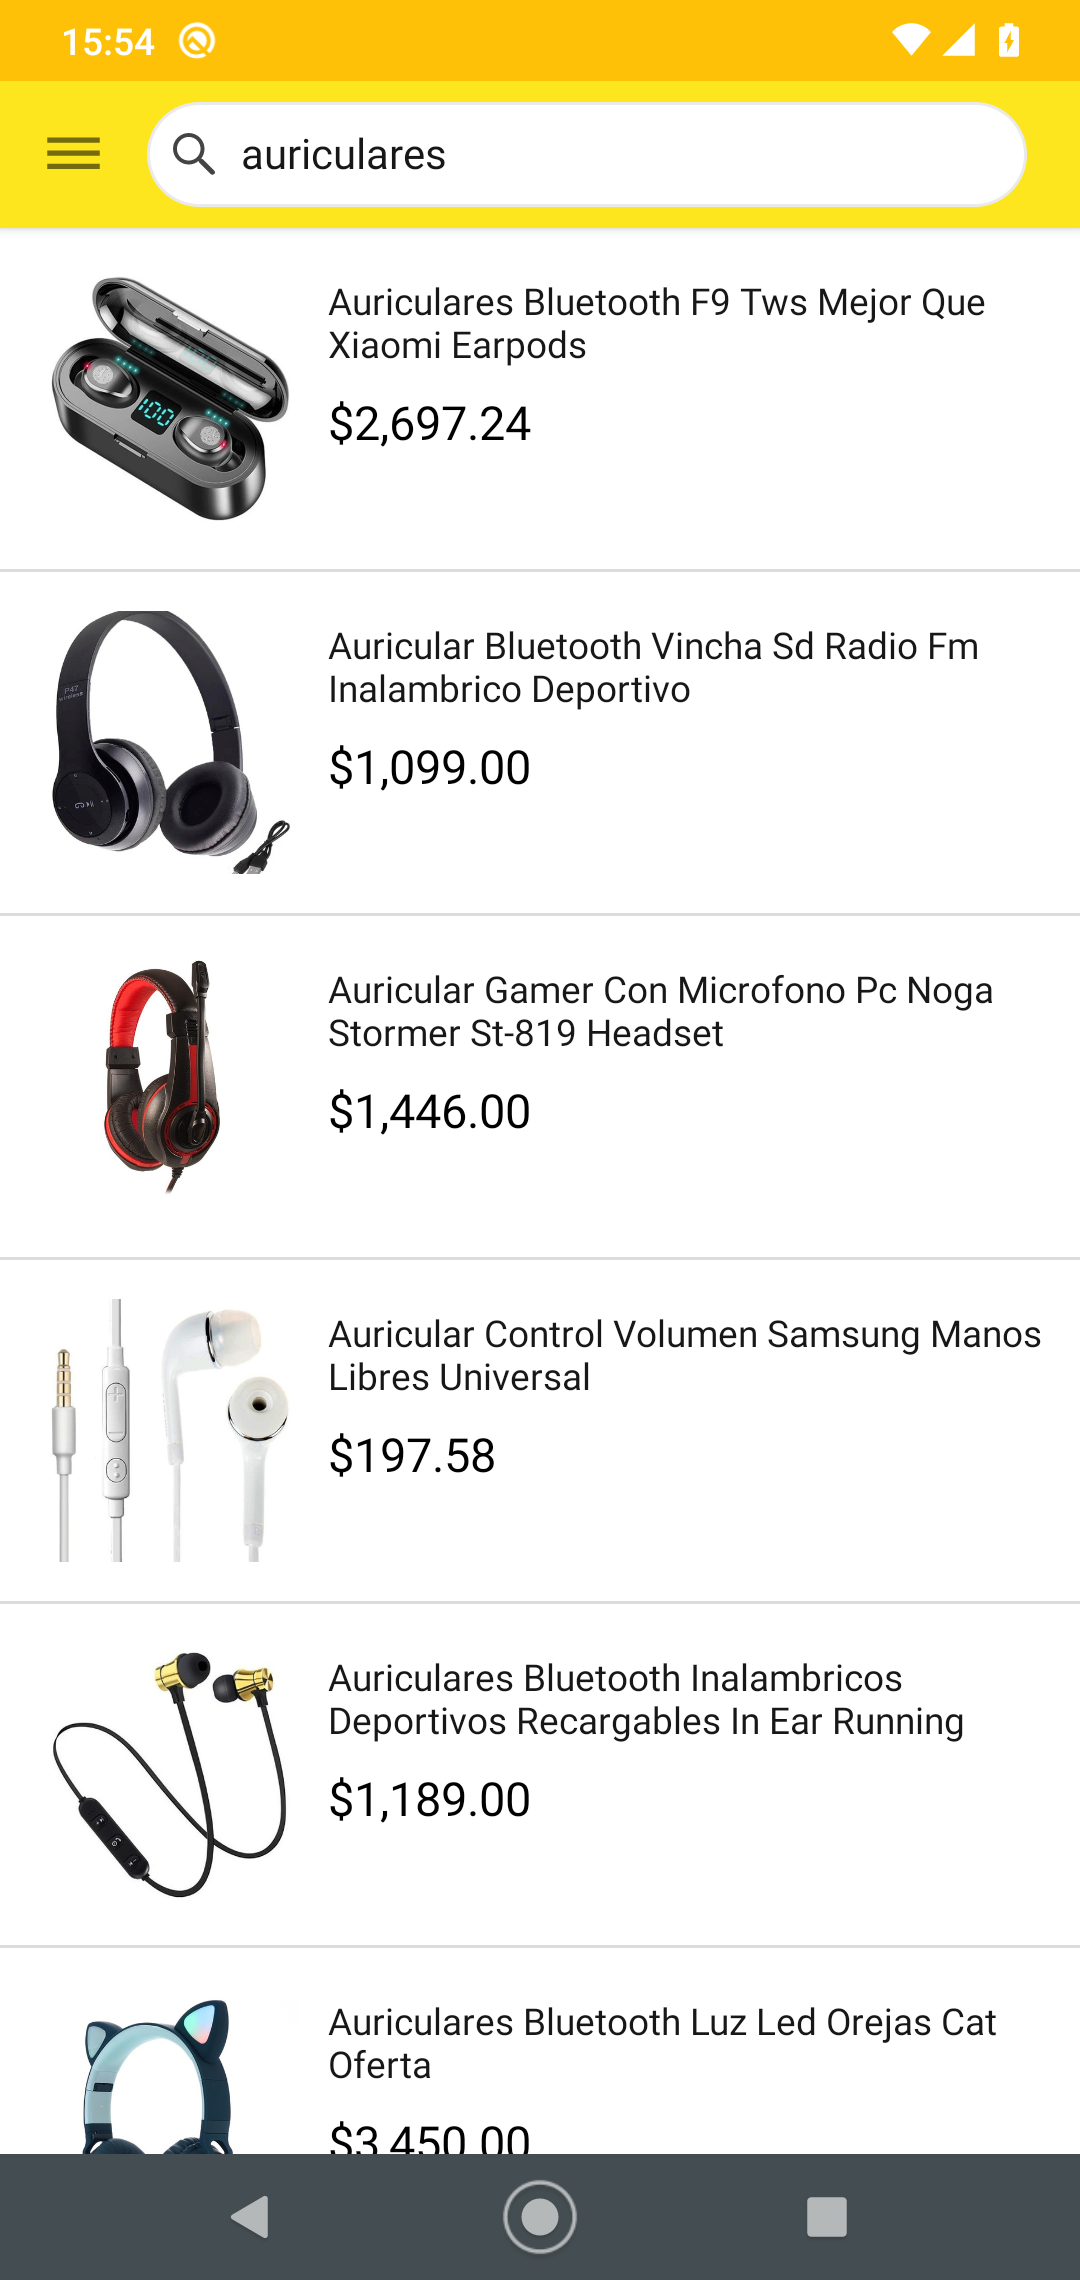 15:54
auriculares
Auriculares Bluetooth F9 Tws Mejor Que
Xiaomi Earpods
$2,697.24
100
Auricular Bluetooth Vincha Sd Radio Fm
Inalambrico Deportivo
$1,099.00
P47
Auricular Gamer Con Microfono Pc Noga
Stormer St-819 Headset
$1,446.00
Auricular Control Volumen Samsung Manos
Libres Universal
$197.58
Auriculares Bluetooth Inalambricos
Deportivos Recargables In Ear Running
$1,189.00
Auriculares Bluetooth Luz Led Orejas Cat
Oferta
$3,450.00